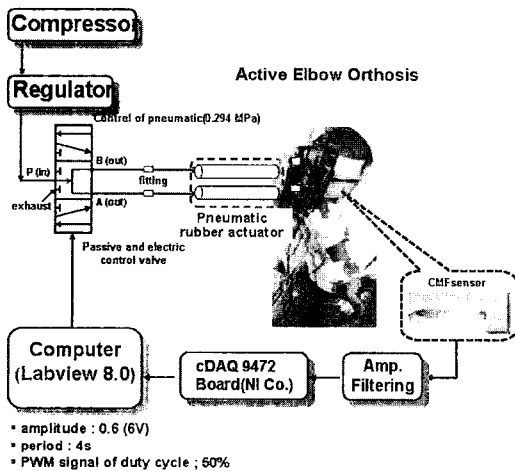 Compressor
Active Elbow Orthosis
Regulator
Control of pneumatic(0.294 MPa)
P (in)
B (out)
fitting
exhaust
A (out)
Pneumatic
rubber actuator
Passive and electric
control valve
CMFsensor
Computer
(Labview 8.0)
cDAQ 9472
Board(NI Co.)
Amp.
Filtering
▪ amplitude : 0.6 (6V)
▪ period : 4s
▪ PWM signal of duty cycle ; 50%